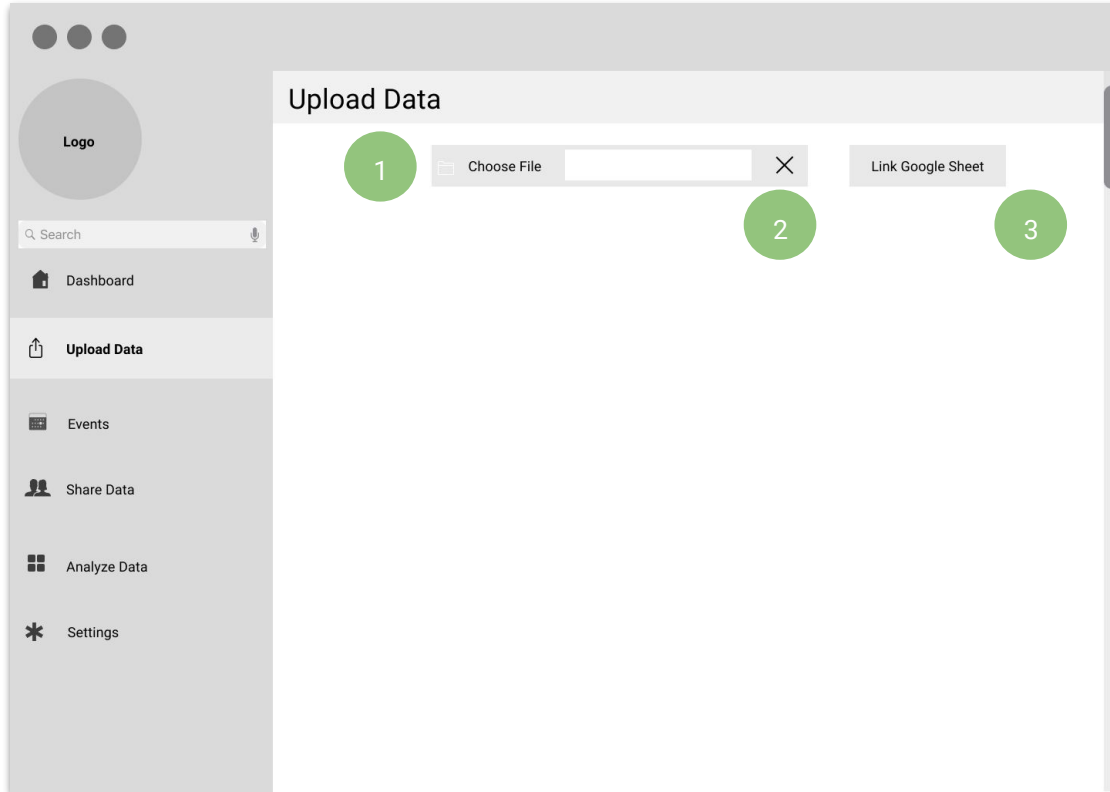 Logo
Search
Dashboard
Upload Data
Events
Share Data
Analyze Data
Settings
Upload Data
1
Choose File
Link Google Sheet
2
3